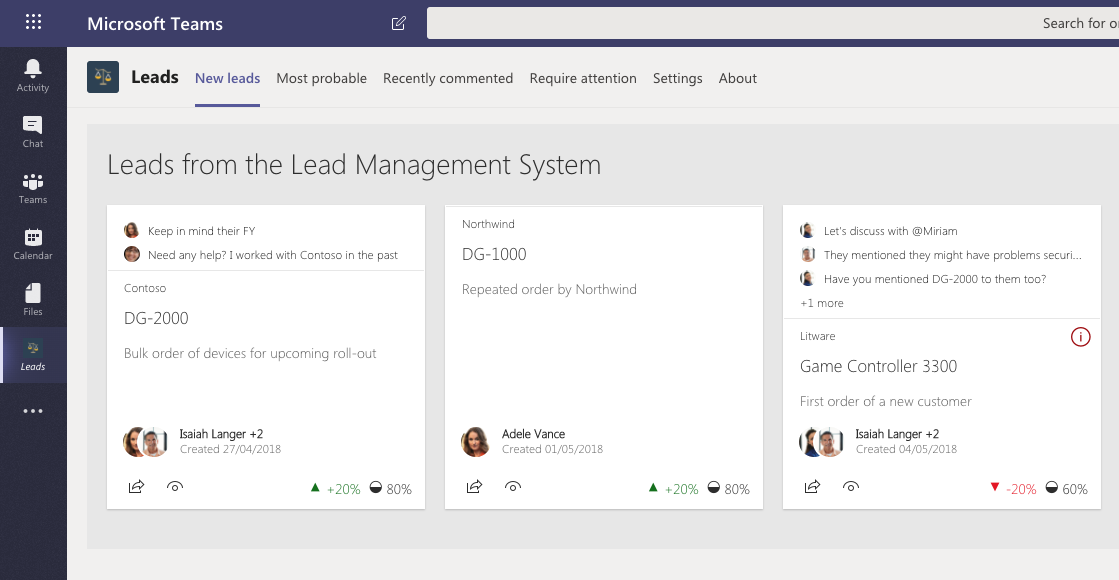 Microsoft Teams
Search for o
Activity
Chat
Teams
Calendar
Files
Leads
Leads
New leads
Most probable
Recently commented
Require attention
Settings
About
Leads from the Lead Management System
Keep in mind their FY
Need any help? I worked with Contoso in the past
Contoso
DG-2000
Bulk order of devices for upcoming roll-out
Isaiah Langer +2
Created 27/04/2018
+20%
80%
Northwind
DG-1000
Repeated order by Northwind
Adele Vance
Created 01/05/2018
+20%
80%
Let's discuss with @Miriam
They mentioned they might have problems securi...
Have you mentioned DG-2000 to them too?
+1 more
Litware
Game Controller 3300
First order of a new customer
Isaiah Langer +2
Created 04/05/2018
-20%
60%